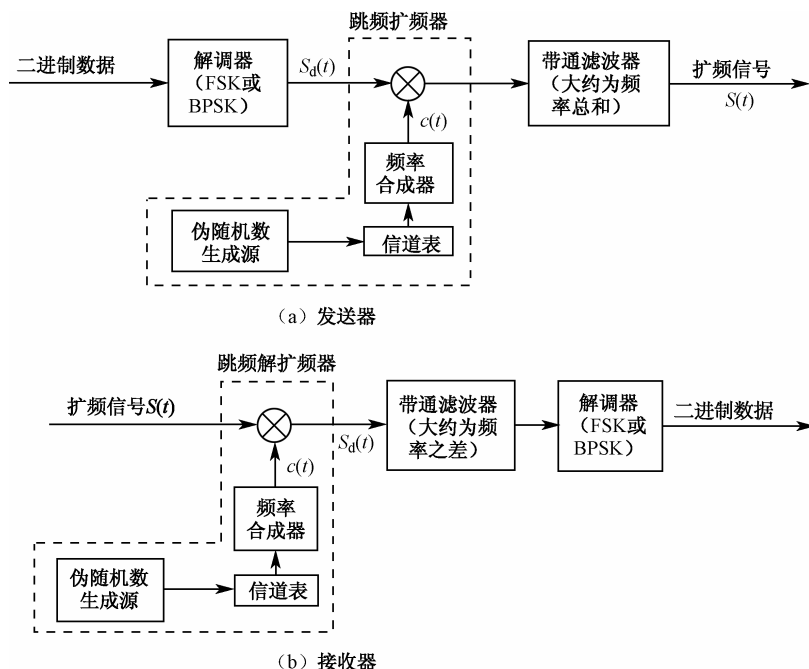 跳频扩频器
二进制数据
解调器
（FSK或
BPSK）
Sd(t)
c(t)
带通滤波器
（大约为频
率总和）
扩频信号
S(t)
频率
合成器
伪随机数
生成源
信道表
（a）发送器
跳频解扩频器
扩频信号S(t)
Sd(t)
c(t)
带通滤波器
（大约为频
率之差）
解调器
（FSK或
BPSK）
二进制数据
频率
合成器
伪随机数
生成源
信道表
（b）接收器